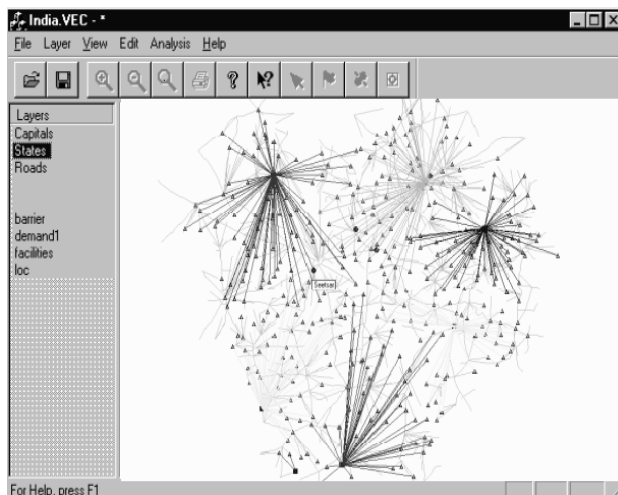 India.VEC - *
File Layer View Edit Analysis Help
Layers
Capitals
States
Roads
barrier
demand1
facilities
loc
For Help, press F1